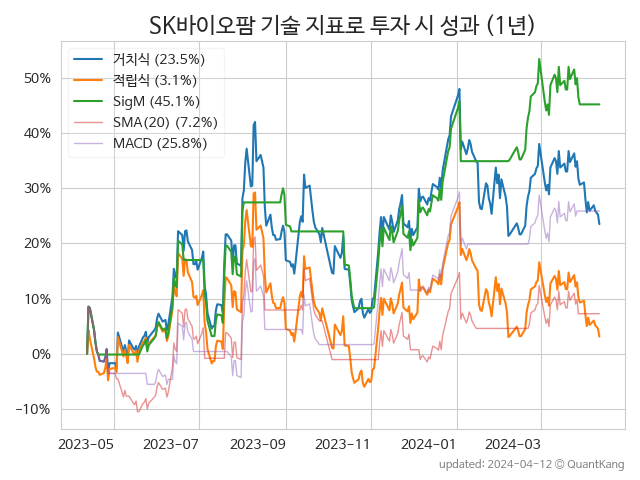 SK바이오팜 기술 지표로 투자 시 성과 (1년)
거치식 (23.5%)
적립식 (3.1%)
SigM (45.1%)
SMA(20) (7.2%)
MACD (25.8%)
50%
40%
30%
20%
10%
0%
−10%
2023-05 2023-07 2023-09 2023-11 2024-01 2024-03
updated: 2024-04-12 © QuantKang